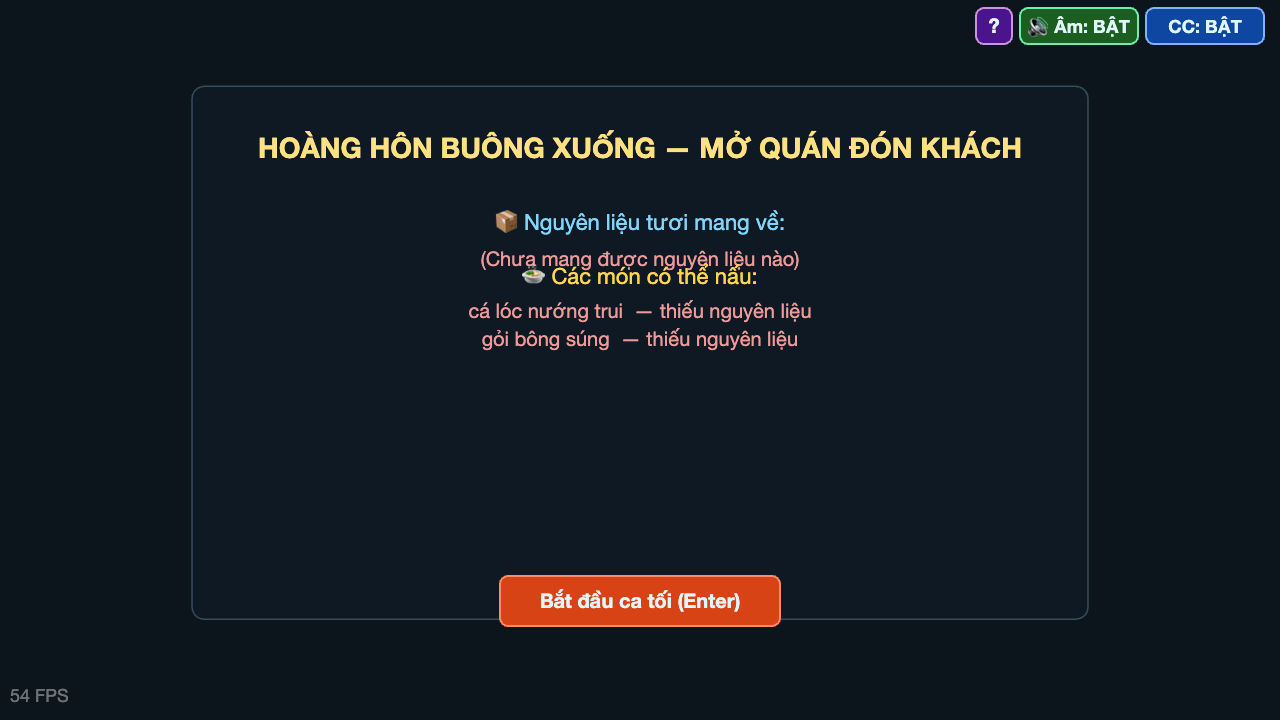 ?
🔊 Âm: BẬT
CC: BẬT
HOÀNG HÔN BUÔNG XUỐNG — MỞ QUÁN ĐÓN KHÁCH
📦 Nguyên liệu tươi mang về:
(Chưa mang được nguyên liệu nào)
🍲 Các món có thể nấu:
cá lóc nướng trui — thiếu nguyên liệu
gỏi bông súng — thiếu nguyên liệu
Bắt đầu ca tối (Enter)
54 FPS